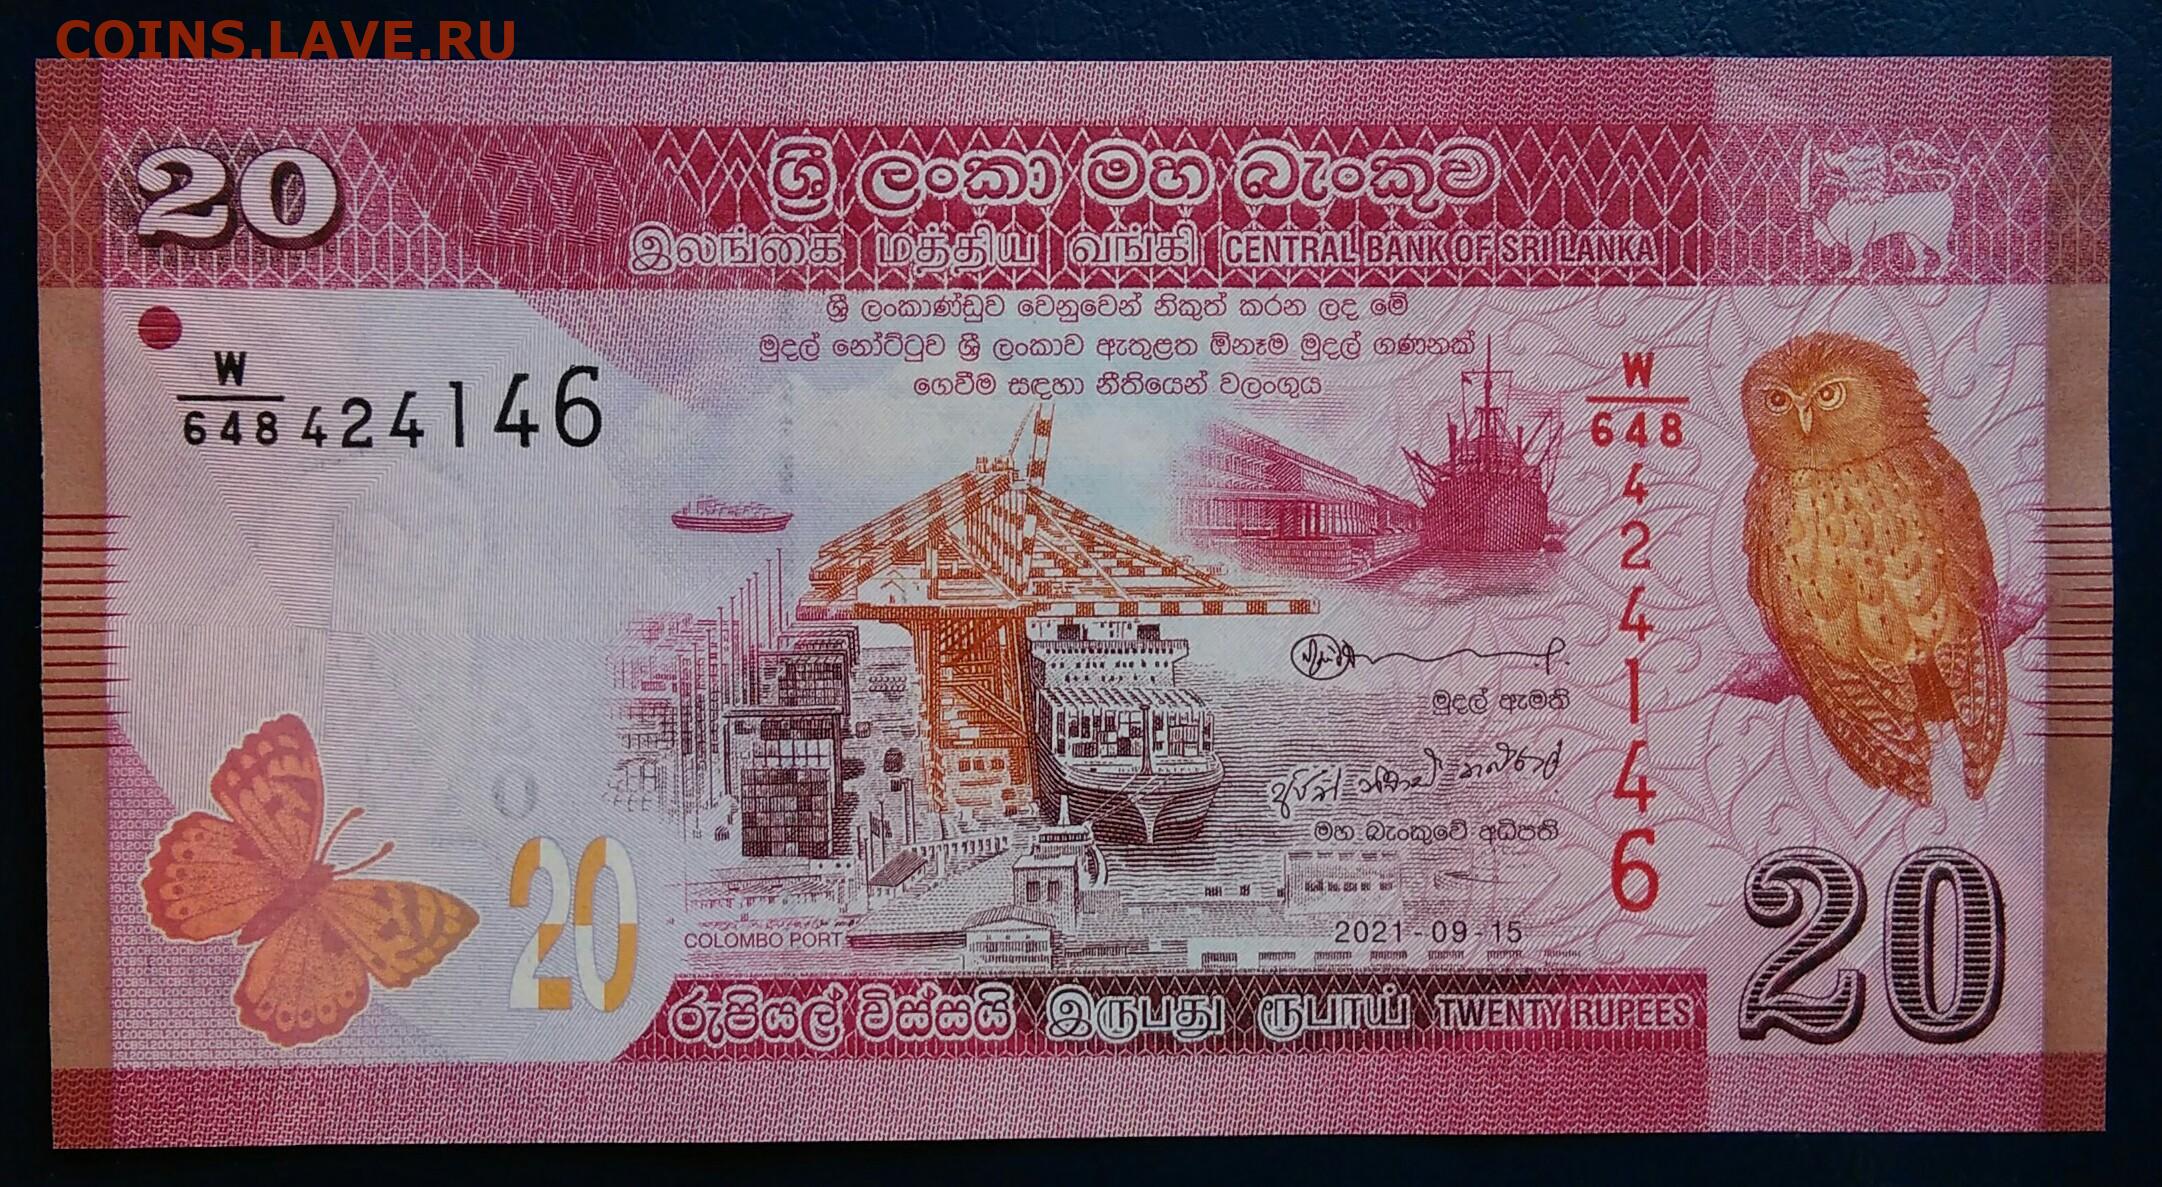 COINS.LAVE.RU
20
ශ්‍රී ලංකා මහ බැංකුව
இலங்கை மத்திய வங்கி CENTRAL BANK OF SRI LANKA
ශ්‍රී ලංකාණ්ඩුව වෙනුවෙන් නිකුත් කරන ලද මේ
මුදල් නෝට්ටුව ශ්‍රී ලංකාව ඇතුළත ඕනෑම මුදල් ගණනක්
ගෙවීම සඳහා නීතියෙන් වලංගුය
W
648 424146
W
648
424146
මුදල් ඇමති
මහ බැංකුවේ අධිපති
20
COLOMBO PORT
2021-09-15
රුපියල් විස්සයි இருபது ரூபாய் TWENTY RUPEES
20